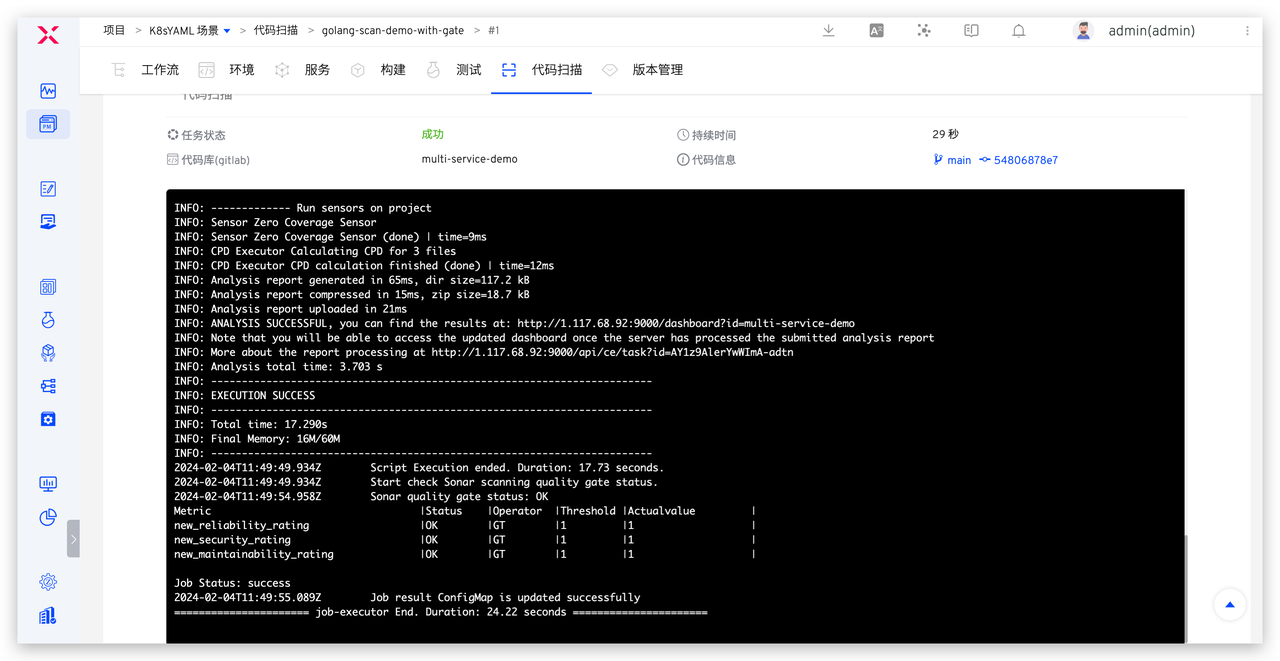 项目 > K8sYAML 场景 > 代码扫描 > golang-scan-demo-with-gate > #1
admin(admin)
工作流 环境 服务 构建 测试 代码扫描 版本管理
代码扫描
任务状态 成功 持续时间 29 秒
代码库(gitlab) multi-service-demo 代码信息 main 54806878e7
INFO: ------------- Run sensors on project
INFO: Sensor Zero Coverage Sensor
INFO: Sensor Zero Coverage Sensor (done) | time=9ms
INFO: CPD Executor Calculating CPD for 3 files
INFO: CPD Executor CPD calculation finished (done) | time=12ms
INFO: Analysis report generated in 65ms, dir size=117.2 kB
INFO: Analysis report compressed in 15ms, zip size=18.7 kB
INFO: Analysis report uploaded in 21ms
INFO: ANALYSIS SUCCESSFUL, you can find the results at: http://1.117.68.92:9000/dashboard?id=multi-service-demo
INFO: Note that you will be able to access the updated dashboard once the server has processed the submitted analysis report
INFO: More about the report processing at http://1.117.68.92:9000/api/ce/task?id=AY1z9AlerYwWImA-adtn
INFO: Analysis total time: 3.703 s
INFO: ------------------------------------------------------------------------
INFO: EXECUTION SUCCESS
INFO: ------------------------------------------------------------------------
INFO: Total time: 17.290s
INFO: Final Memory: 16M/60M
INFO: ------------------------------------------------------------------------
2024-02-04T11:49:49.934Z Script Execution ended. Duration: 17.73 seconds.
2024-02-04T11:49:49.934Z Start check Sonar scanning quality gate status.
2024-02-04T11:49:54.958Z Sonar quality gate status: OK
Metric |Status |Operator |Threshold |Actualvalue |
new_reliability_rating |OK |GT |1 |1 |
new_security_rating |OK |GT |1 |1 |
new_maintainability_rating |OK |GT |1 |1 |
Job Status: success
2024-02-04T11:49:55.089Z Job result ConfigMap is updated successfully
====================== job-executor End. Duration: 24.22 seconds ======================